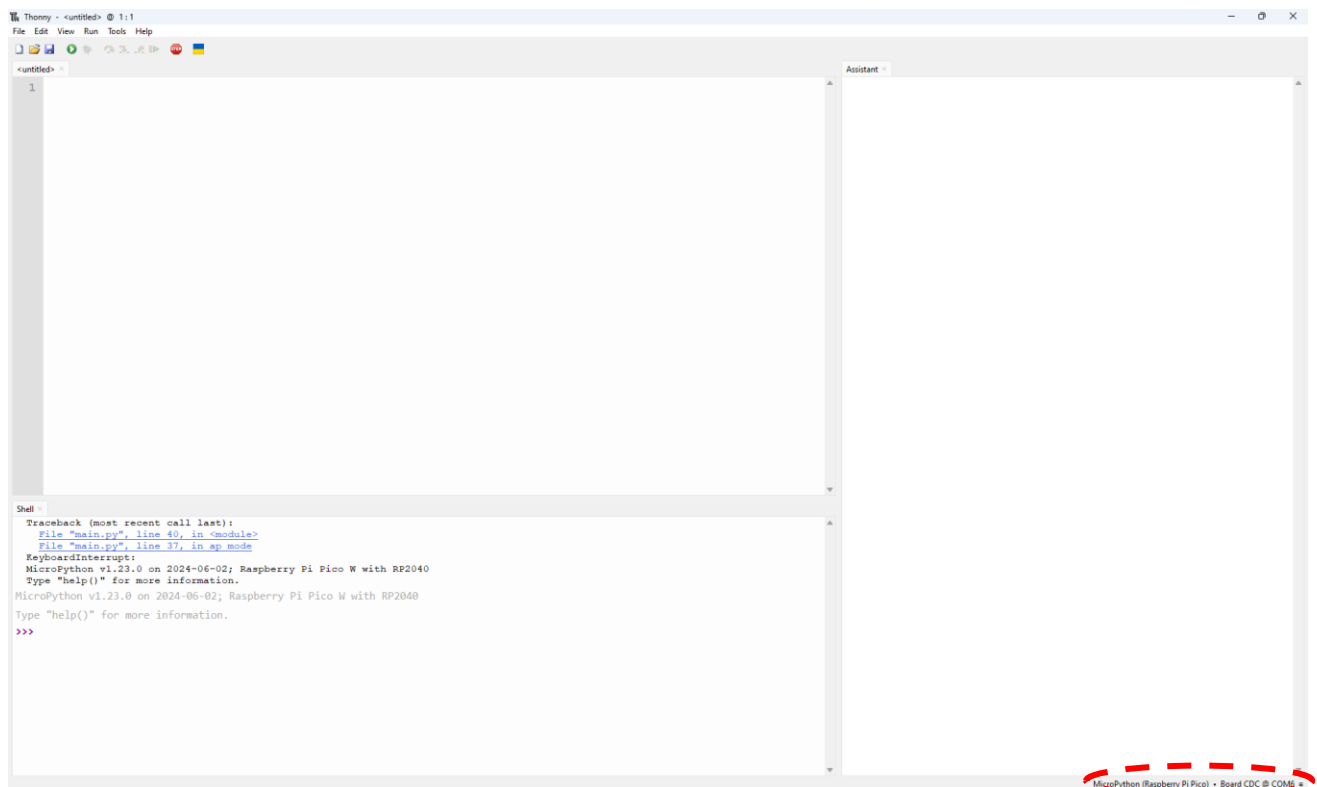 Thonny - <untitled> @ 1:1
File Edit View Run Tools Help
STOP
<untitled> ×
Assistant ×
1
Shell ×
Traceback (most recent call last):
File "main.py", line 40, in <module>
File "main.py", line 37, in ap_mode
KeyboardInterrupt:
MicroPython v1.23.0 on 2024-06-02; Raspberry Pi Pico W with RP2040
Type "help()" for more information.
MicroPython v1.23.0 on 2024-06-02; Raspberry Pi Pico W with RP2040
Type "help()" for more information.
>>>
MicroPython (Raspberry Pi Pico) • Board CDC @ COM6 ≡